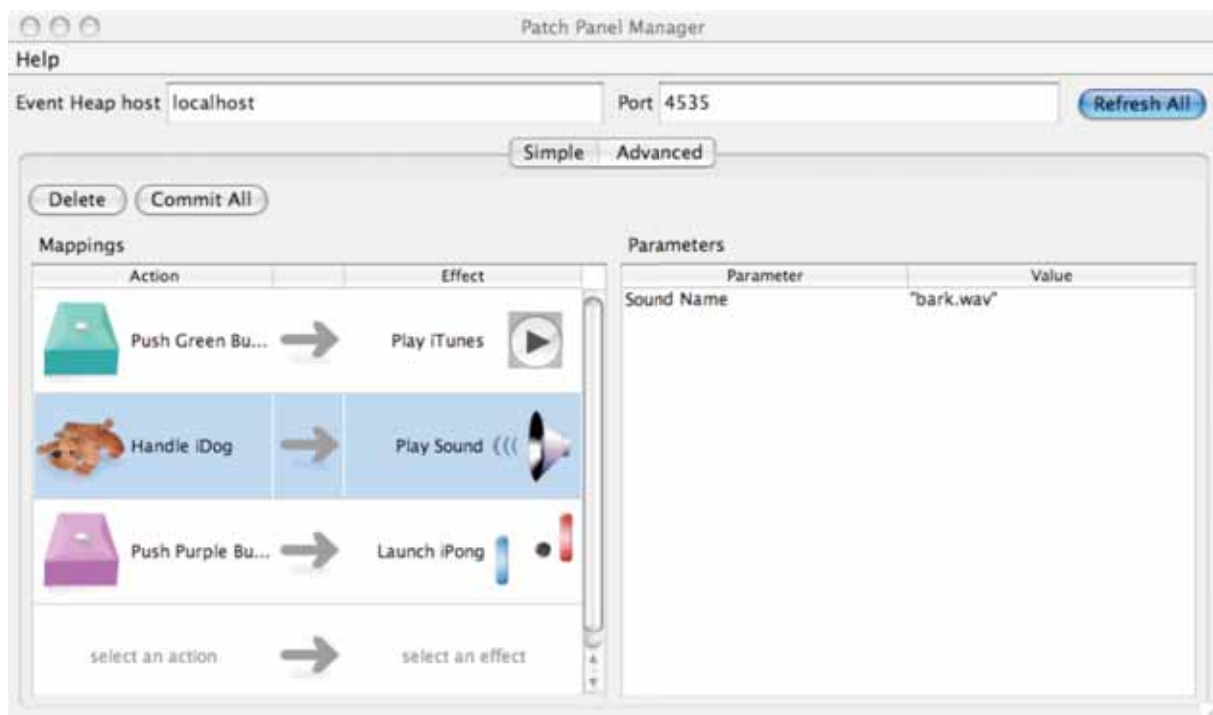 Patch Panel Manager
Help
Event Heap host localhost Port 4535 Refresh All
Simple Advanced
Delete Commit All
Mappings Parameters
Action Effect Parameter Value
Sound Name "bark.wav"
Push Green Bu... Play iTunes
Handle iDog Play Sound
Push Purple Bu... Launch iPong
select an action select an effect